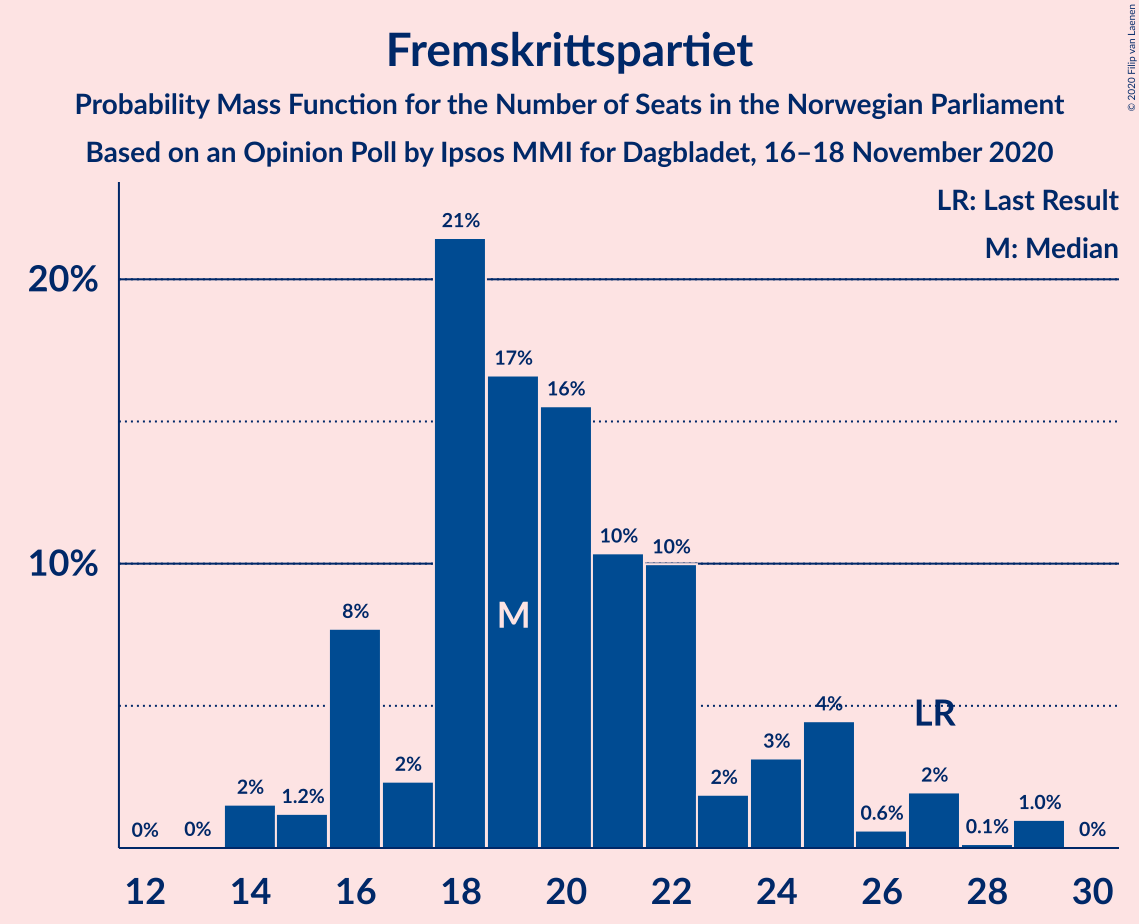 Fremskrittspartiet
Probability Mass Function for the Number of Seats in the Norwegian Parliament
Based on an Opinion Poll by Ipsos MMI for Dagbladet, 16–18 November 2020
© 2020 Filip van Laenen
LR: Last Result
M: Median
20%
10%
0%
0%
2%
1.2%
8%
2%
21%
17%
16%
10%
10%
2%
3%
4%
0.6%
2%
0.1%
1.0%
0%
M
LR
12 14 16 18 20 22 24 26 28 30